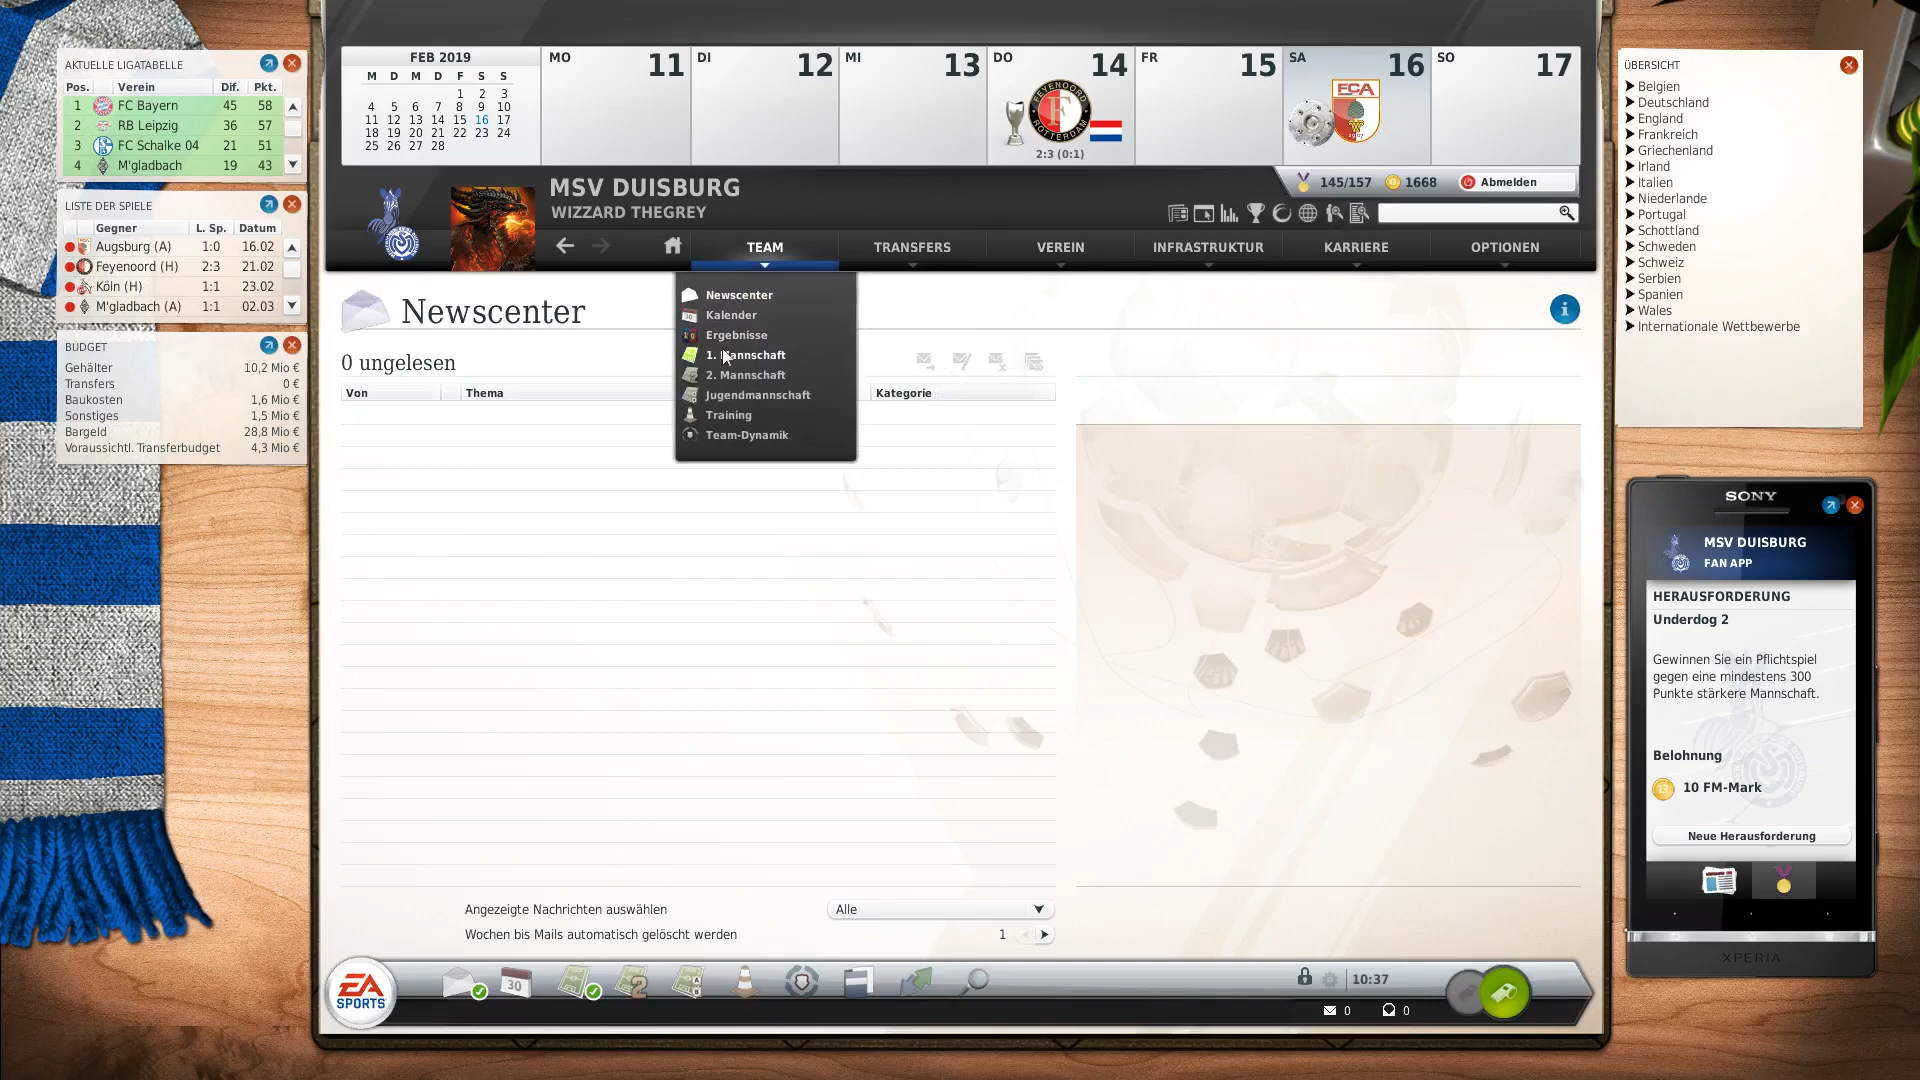 AKTUELLE LIGATABELLE
Pos. Verein Dif. Pkt.
1 FC Bayern 45 58
2 RB Leipzig 36 57
3 FC Schalke 04 21 51
4 M'gladbach 19 43
LISTE DER SPIELE
Gegner L. Sp. Datum
Augsburg (A) 1:0 16.02
Feyenoord (H) 2:3 21.02
Köln (H) 1:1 23.02
M'gladbach (A) 1:1 02.03
BUDGET
Gehälter 10,2 Mio €
Transfers 0 €
Baukosten 1,6 Mio €
Sonstiges 1,5 Mio €
Bargeld 28,8 Mio €
Voraussichtl. Transferbudget 4,3 Mio €
FEB 2019
M D M D F S S
1 2 3
4 5 6 7 8 9 10
11 12 13 14 15 16 17
18 19 20 21 22 23 24
25 26 27 28
MO 11
DI 12
MI 13
DO 14
FEYENOORD
ROTTERDAM
2:3 (0:1)
FR 15
SA 16
FCA
1907
SO 17
MSV DUISBURG
WIZZARD THEGREY
145/157
1668
Abmelden
TEAM TRANSFERS VEREIN INFRASTRUKTUR KARRIERE OPTIONEN
Newscenter
Kalender
Ergebnisse
1. Mannschaft
2. Mannschaft
Jugendmannschaft
Training
Team-Dynamik
Newscenter
0 ungelesen
Von Thema Kategorie
Angezeigte Nachrichten auswählen Alle
Wochen bis Mails automatisch gelöscht werden 1
EA
SPORTS
30
2
10:37
0 0
ÜBERSICHT
Belgien
Deutschland
England
Frankreich
Griechenland
Irland
Italien
Niederlande
Portugal
Schottland
Schweden
Schweiz
Serbien
Spanien
Wales
Internationale Wettbewerbe
SONY
MSV DUISBURG
FAN APP
HERAUSFORDERUNG
Underdog 2
Gewinnen Sie ein Pflichtspiel
gegen eine mindestens 300
Punkte stärkere Mannschaft.
Belohnung
13
10 FM-Mark
Neue Herausforderung
XPERIA